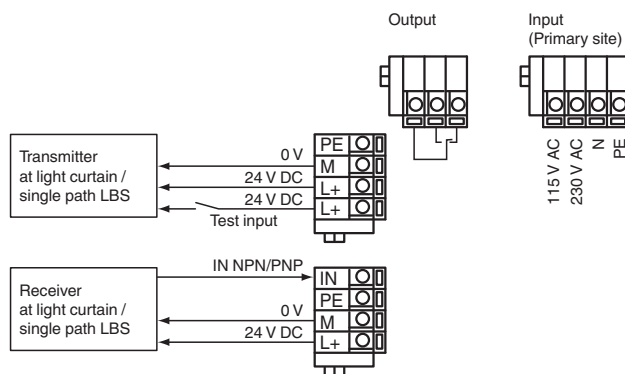 Output
Input
(Primary site)
115 V AC
230 V AC
N
PE
Transmitter
at light curtain /
single path LBS
0 V
24 V DC
24 V DC
Test input
PE
M
L+
L+
Receiver
at light curtain /
single path LBS
IN NPN/PNP
0 V
24 V DC
IN
PE
M
L+